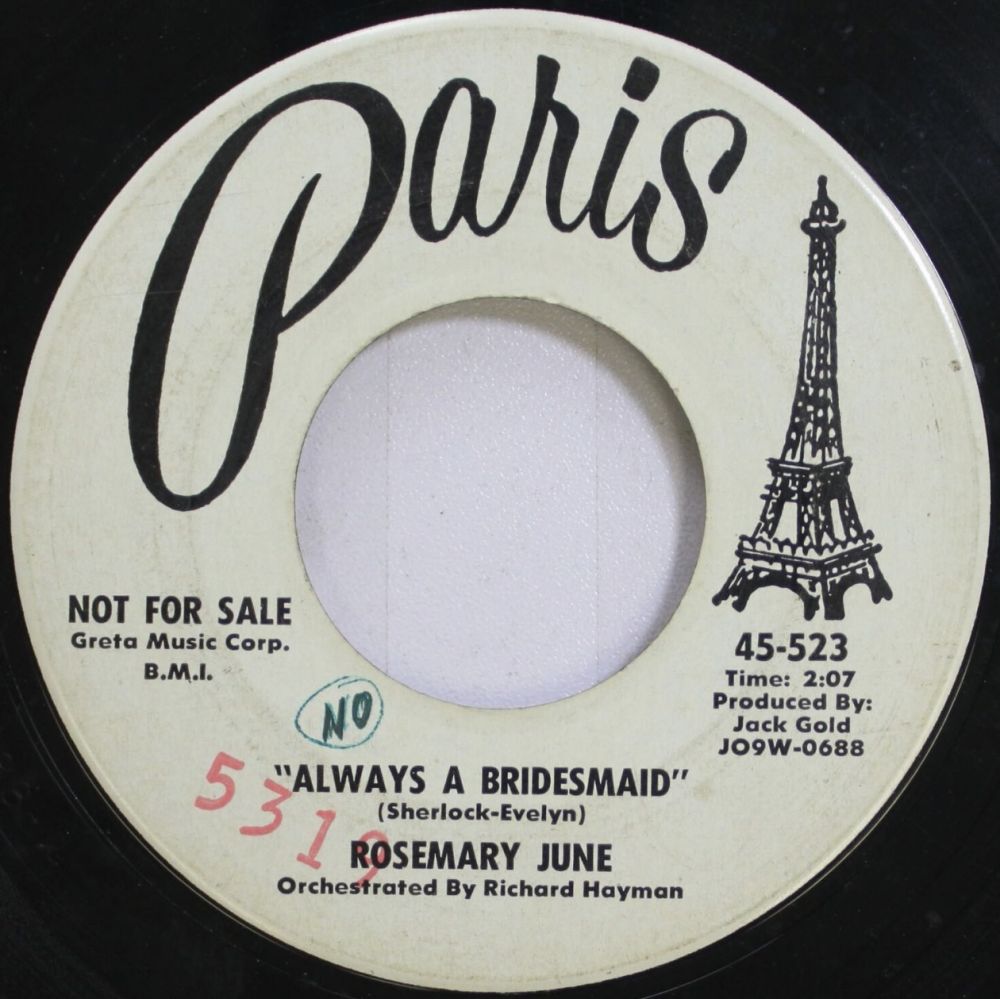 Paris
NOT FOR SALE
Greta Music Corp.
B.M.I.
45-523
Time: 2:07
Produced By:
Jack Gold
JO9W-0688
NO
5319
"ALWAYS A BRIDESMAID"
(Sherlock-Evelyn)
ROSEMARY JUNE
Orchestrated By Richard Hayman